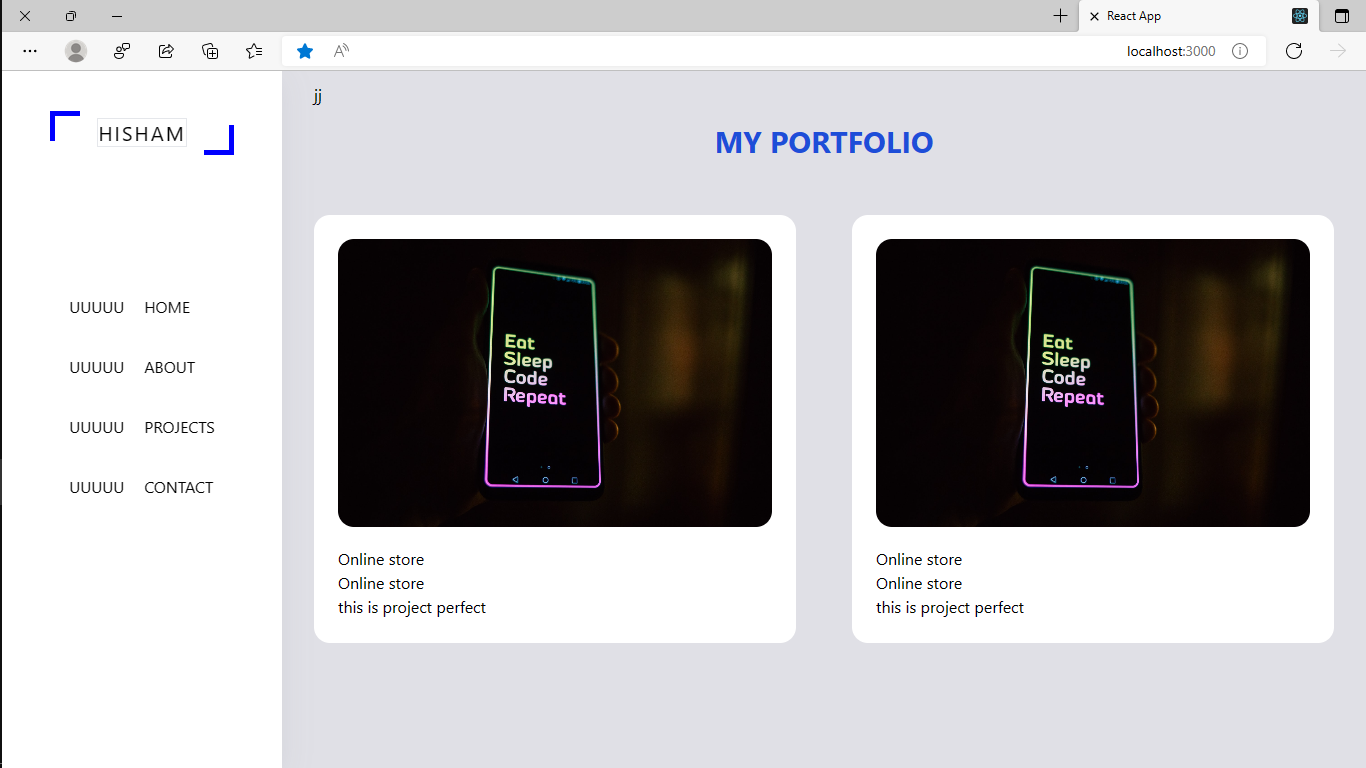 React App
localhost:3000
jj
HISHAM
MY PORTFOLIO
UUUUU HOME
UUUUU ABOUT
UUUUU PROJECTS
UUUUU CONTACT
Eat
Sleep
Code
Repeat
Online store
Online store
this is project perfect
Eat
Sleep
Code
Repeat
Online store
Online store
this is project perfect